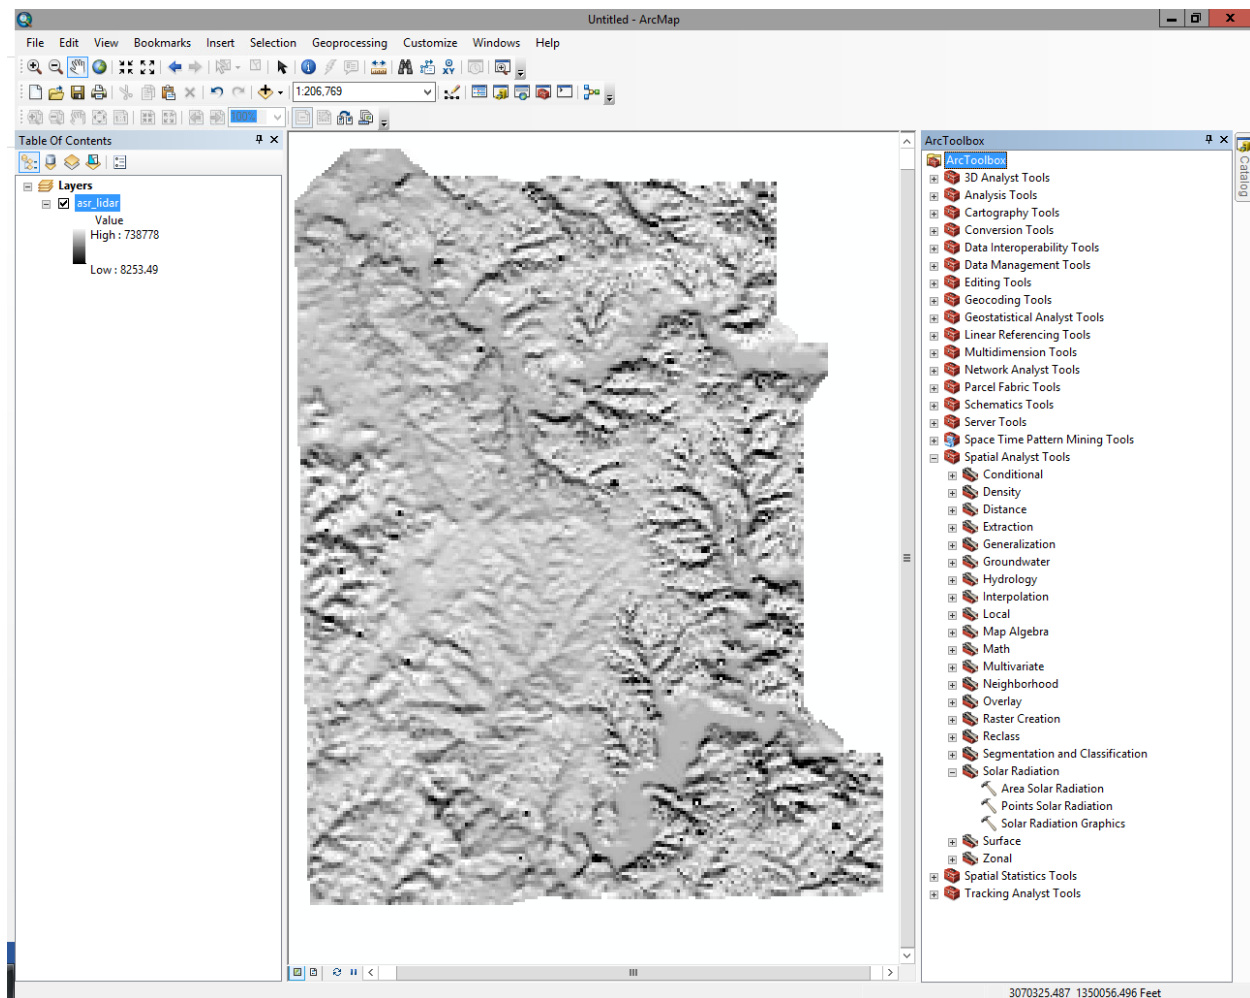 Untitled - ArcMap
File Edit View Bookmarks Insert Selection Geoprocessing Customize Windows Help
1:206,769
100%
Table Of Contents
Layers
asr_lidar
Value
High : 738778
Low : 8253.49
ArcToolbox
ArcToolbox
3D Analyst Tools
Analysis Tools
Cartography Tools
Conversion Tools
Data Interoperability Tools
Data Management Tools
Editing Tools
Geocoding Tools
Geostatistical Analyst Tools
Linear Referencing Tools
Multidimension Tools
Network Analyst Tools
Parcel Fabric Tools
Schematics Tools
Server Tools
Space Time Pattern Mining Tools
Spatial Analyst Tools
Conditional
Density
Distance
Extraction
Generalization
Groundwater
Hydrology
Interpolation
Local
Map Algebra
Math
Multivariate
Neighborhood
Overlay
Raster Creation
Reclass
Segmentation and Classification
Solar Radiation
Area Solar Radiation
Points Solar Radiation
Solar Radiation Graphics
Surface
Zonal
Spatial Statistics Tools
Tracking Analyst Tools
Catalog
3070325.487 1350056.496 Feet